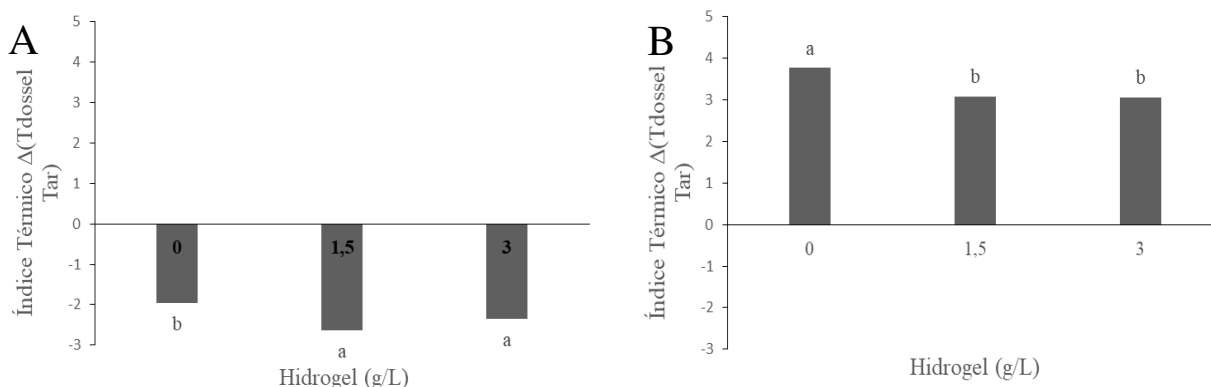 A
Índice Térmico Δ(Tdossel
Tar)
5
4
3
2
1
0
-1
-2
-3
0
1,5
3
b
a
a
Hidrogel (g/L)
B
Índice Térmico Δ(Tdossel
Tar)
5
4
3
2
1
0
-1
-2
-3
a
b
b
0
1,5
3
Hidrogel (g/L)